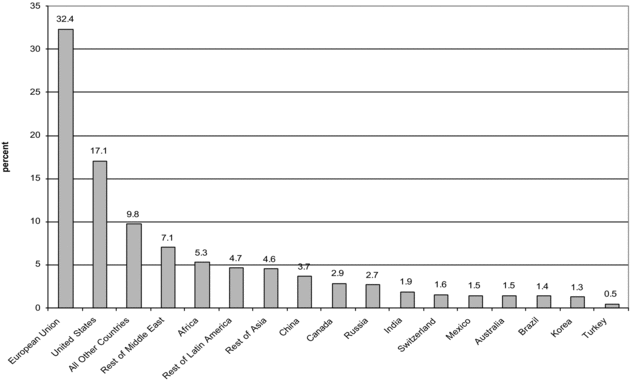 35
30
25
20
15
10
5
0
percent
32.4
17.1
9.8
7.1
5.3
4.7
4.6
3.7
2.9
2.7
1.9
1.6
1.5
1.5
1.4
1.3
0.5
European Union
United States
All Other Countries
Rest of Middle East
Africa
Rest of Latin America
Rest of Asia
China
Canada
Russia
India
Switzerland
Mexico
Australia
Brazil
Korea
Turkey